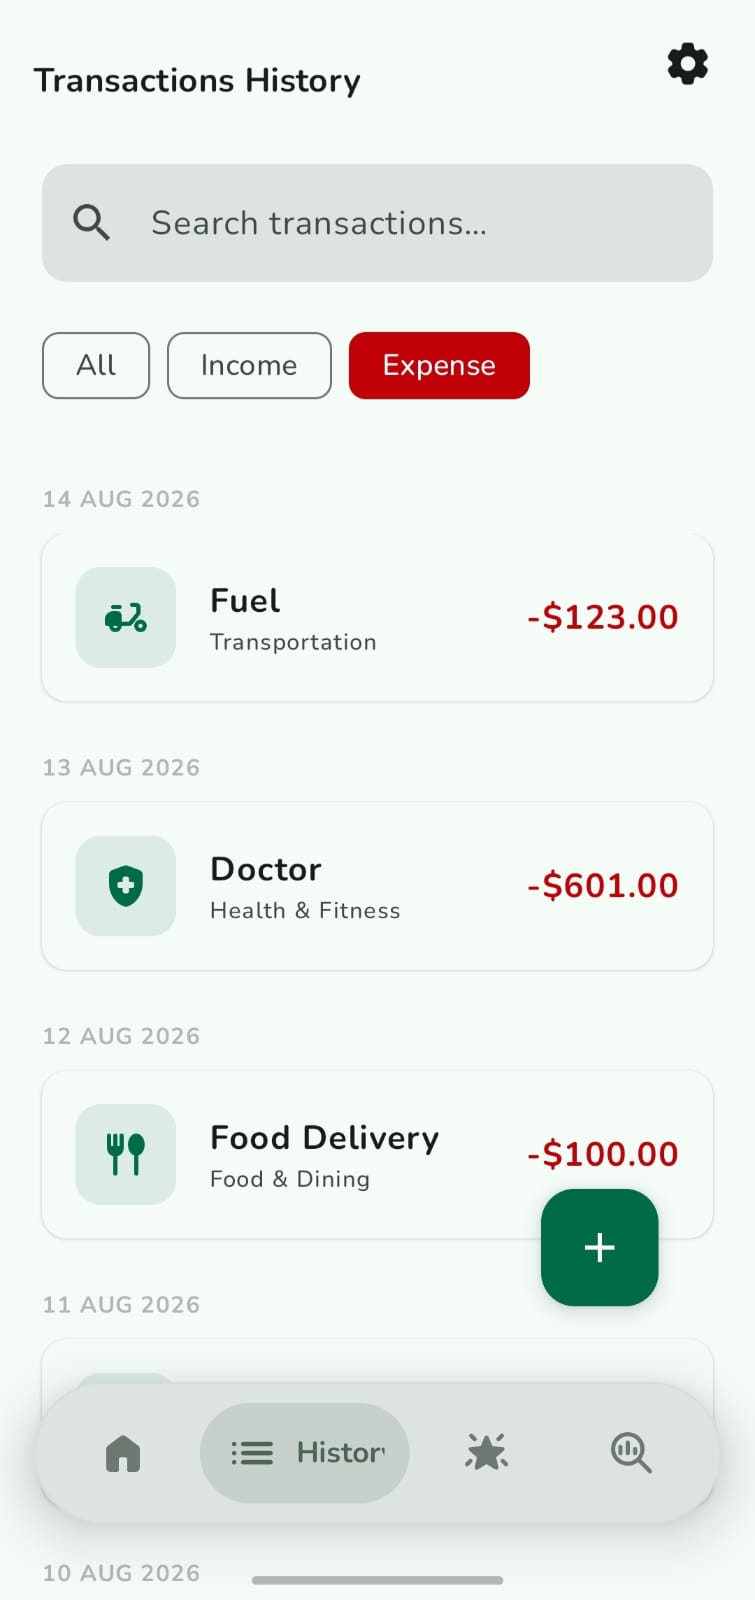 Transactions History
Search transactions...
All
Income
Expense
14 AUG 2026
Fuel
Transportation
-$123.00
13 AUG 2026
Doctor
Health & Fitness
-$601.00
12 AUG 2026
Food Delivery
Food & Dining
-$100.00
11 AUG 2026
History
10 AUG 2026